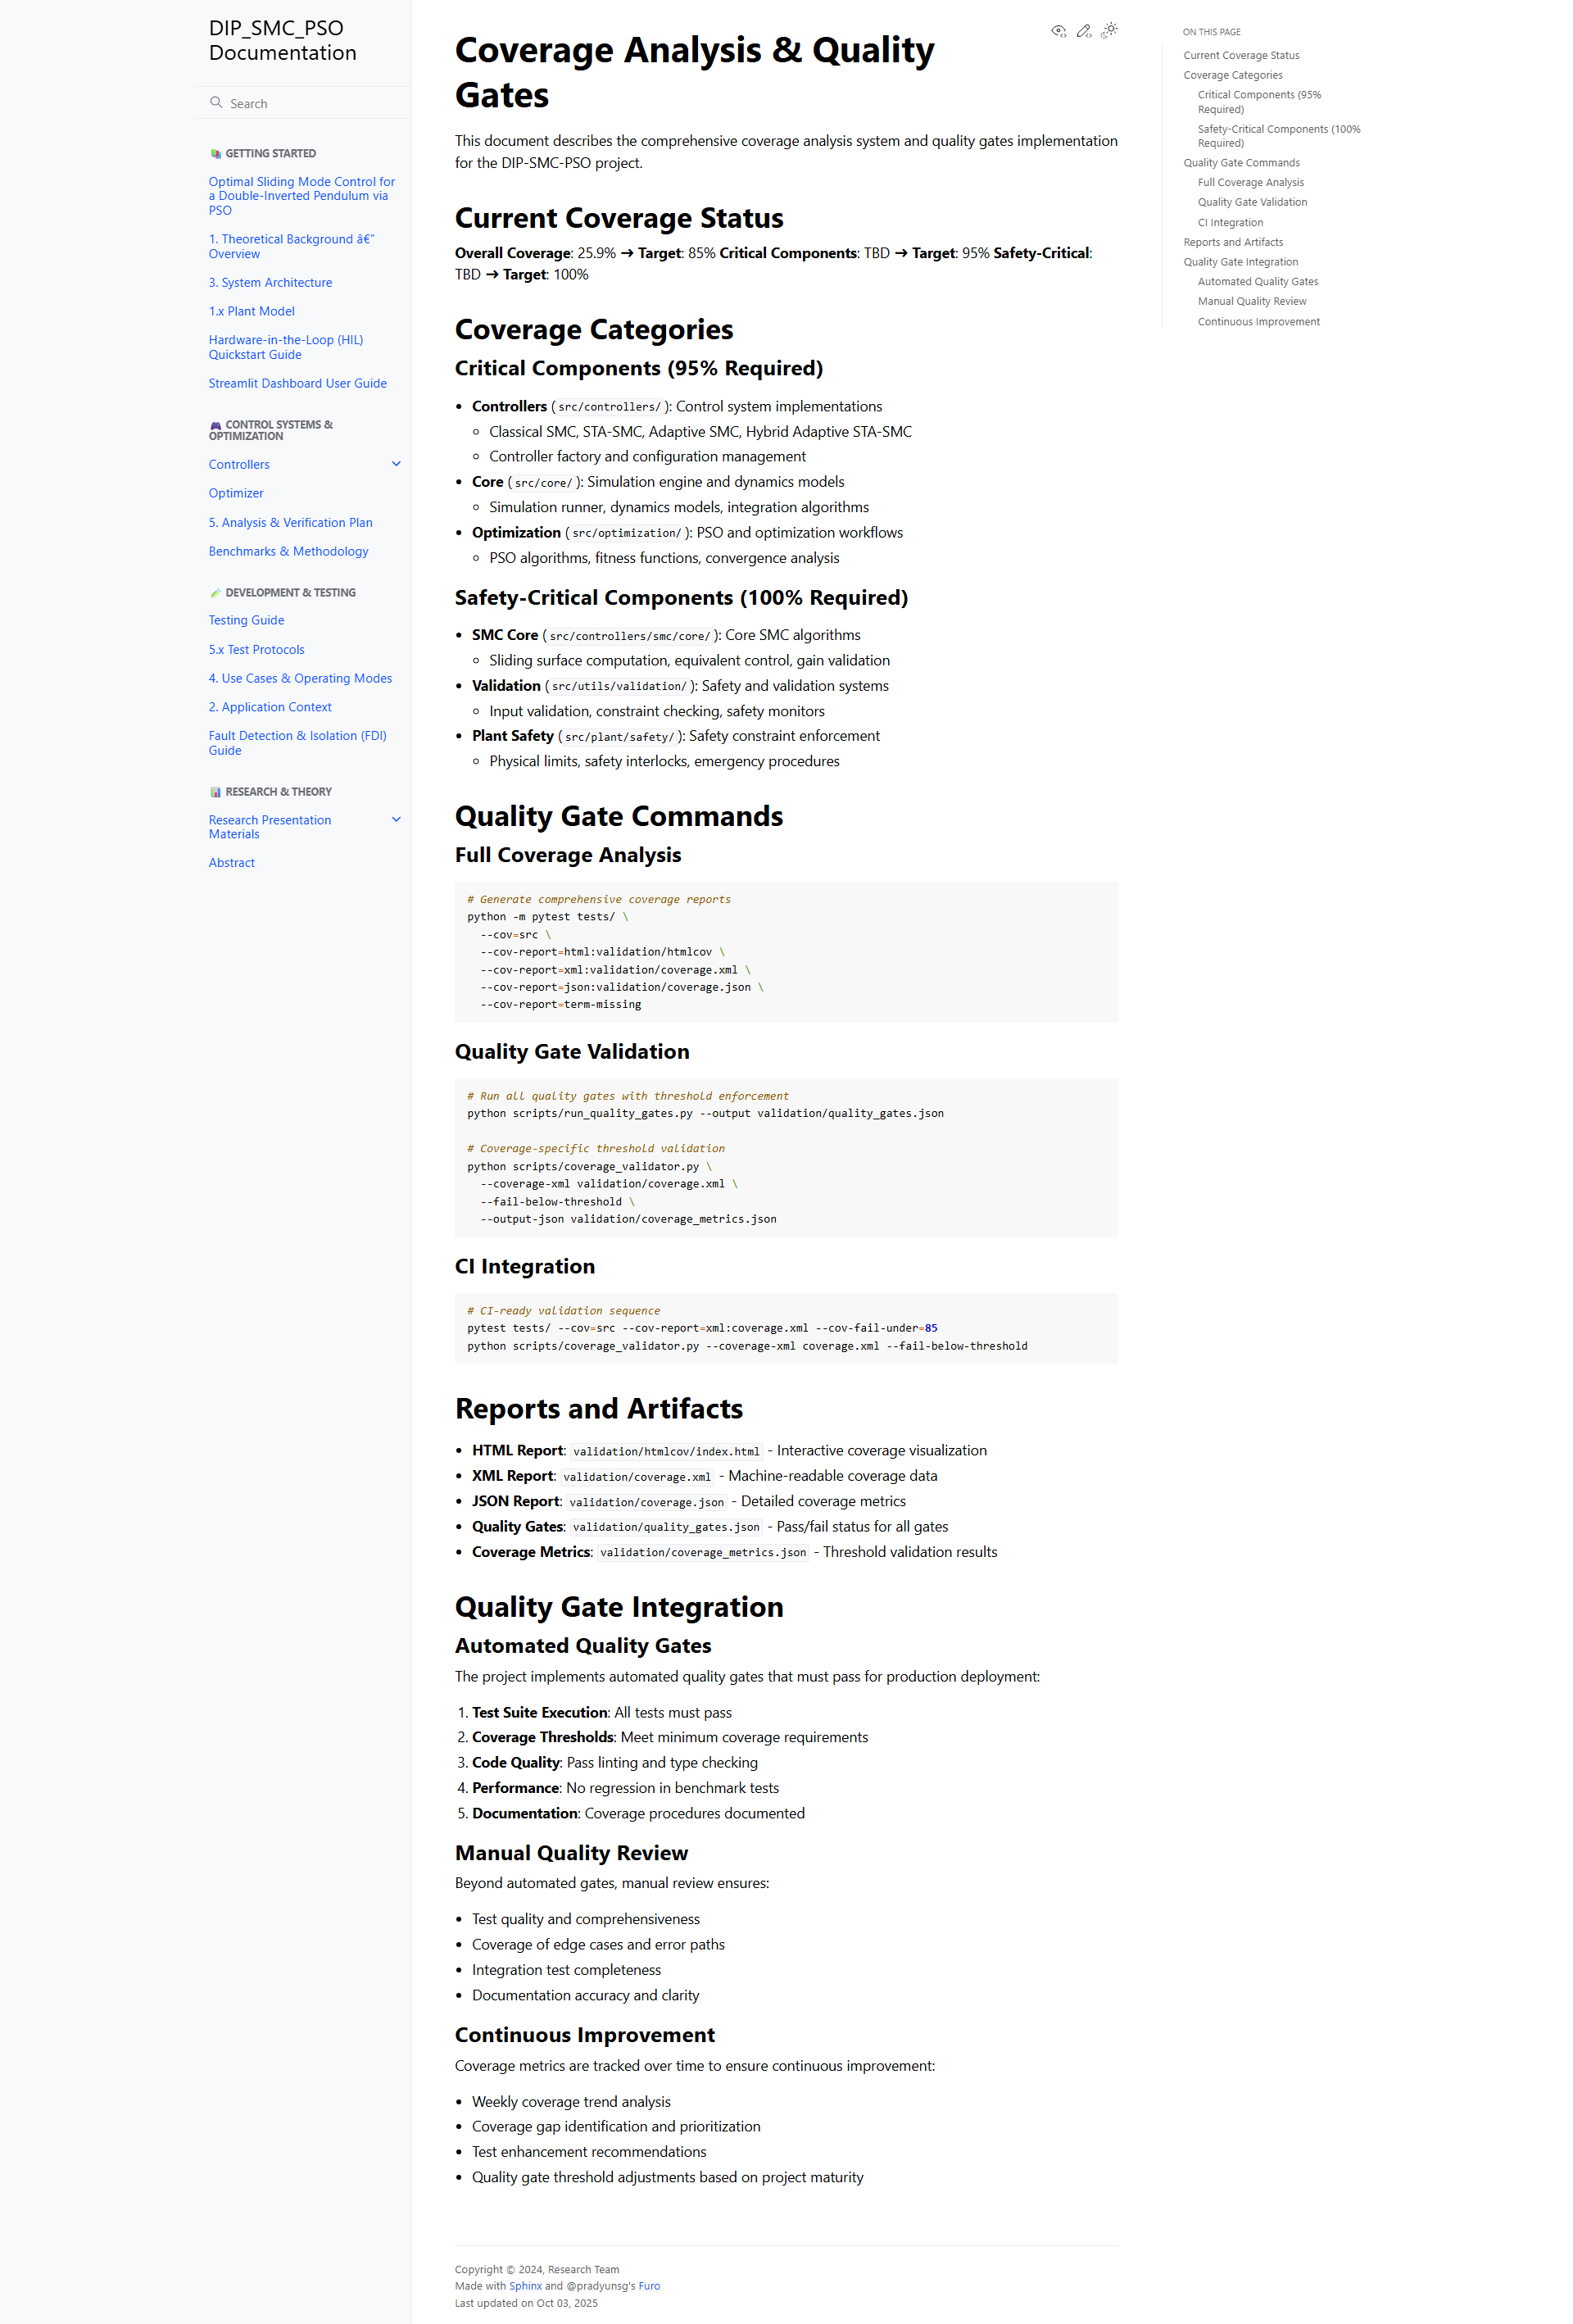 DIP_SMC_PSO
Documentation
Search
GETTING STARTED
Optimal Sliding Mode Control for
a Double-Inverted Pendulum via
PSO
1. Theoretical Background â€”
Overview
3. System Architecture
1.x Plant Model
Hardware-in-the-Loop (HIL)
Quickstart Guide
Streamlit Dashboard User Guide
CONTROL SYSTEMS &
OPTIMIZATION
Controllers
Optimizer
5. Analysis & Verification Plan
Benchmarks & Methodology
DEVELOPMENT & TESTING
Testing Guide
5.x Test Protocols
4. Use Cases & Operating Modes
2. Application Context
Fault Detection & Isolation (FDI)
Guide
RESEARCH & THEORY
Research Presentation
Materials
Abstract
Coverage Analysis & Quality
Gates
This document describes the comprehensive coverage analysis system and quality gates implementation
for the DIP-SMC-PSO project.
Current Coverage Status
Overall Coverage: 25.9% → Target: 85% Critical Components: TBD → Target: 95% Safety-Critical:
TBD → Target: 100%
Coverage Categories
Critical Components (95% Required)
• Controllers (src/controllers/): Control system implementations
◦ Classical SMC, STA-SMC, Adaptive SMC, Hybrid Adaptive STA-SMC
◦ Controller factory and configuration management
• Core (src/core/): Simulation engine and dynamics models
◦ Simulation runner, dynamics models, integration algorithms
• Optimization (src/optimization/): PSO and optimization workflows
◦ PSO algorithms, fitness functions, convergence analysis
Safety-Critical Components (100% Required)
• SMC Core (src/controllers/smc/core/): Core SMC algorithms
◦ Sliding surface computation, equivalent control, gain validation
• Validation (src/utils/validation/): Safety and validation systems
◦ Input validation, constraint checking, safety monitors
• Plant Safety (src/plant/safety/): Safety constraint enforcement
◦ Physical limits, safety interlocks, emergency procedures
Quality Gate Commands
Full Coverage Analysis
# Generate comprehensive coverage reports
python -m pytest tests/ \
--cov=src \
--cov-report=html:validation/htmlcov \
--cov-report=xml:validation/coverage.xml \
--cov-report=json:validation/coverage.json \
--cov-report=term-missing
Quality Gate Validation
# Run all quality gates with threshold enforcement
python scripts/run_quality_gates.py --output validation/quality_gates.json
# Coverage-specific threshold validation
python scripts/coverage_validator.py \
--coverage-xml validation/coverage.xml \
--fail-below-threshold \
--output-json validation/coverage_metrics.json
CI Integration
# CI-ready validation sequence
pytest tests/ --cov=src --cov-report=xml:coverage.xml --cov-fail-under=85
python scripts/coverage_validator.py --coverage-xml coverage.xml --fail-below-threshold
Reports and Artifacts
• HTML Report: validation/htmlcov/index.html - Interactive coverage visualization
• XML Report: validation/coverage.xml - Machine-readable coverage data
• JSON Report: validation/coverage.json - Detailed coverage metrics
• Quality Gates: validation/quality_gates.json - Pass/fail status for all gates
• Coverage Metrics: validation/coverage_metrics.json - Threshold validation results
Quality Gate Integration
Automated Quality Gates
The project implements automated quality gates that must pass for production deployment:
1. Test Suite Execution: All tests must pass
2. Coverage Thresholds: Meet minimum coverage requirements
3. Code Quality: Pass linting and type checking
4. Performance: No regression in benchmark tests
5. Documentation: Coverage procedures documented
Manual Quality Review
Beyond automated gates, manual review ensures:
• Test quality and comprehensiveness
• Coverage of edge cases and error paths
• Integration test completeness
• Documentation accuracy and clarity
Continuous Improvement
Coverage metrics are tracked over time to ensure continuous improvement:
• Weekly coverage trend analysis
• Coverage gap identification and prioritization
• Test enhancement recommendations
• Quality gate threshold adjustments based on project maturity
Copyright © 2024, Research Team
Made with Sphinx and @pradyunsg's Furo
Last updated on Oct 03, 2025
ON THIS PAGE
Current Coverage Status
Coverage Categories
Critical Components (95%
Required)
Safety-Critical Components (100%
Required)
Quality Gate Commands
Full Coverage Analysis
Quality Gate Validation
CI Integration
Reports and Artifacts
Quality Gate Integration
Automated Quality Gates
Manual Quality Review
Continuous Improvement